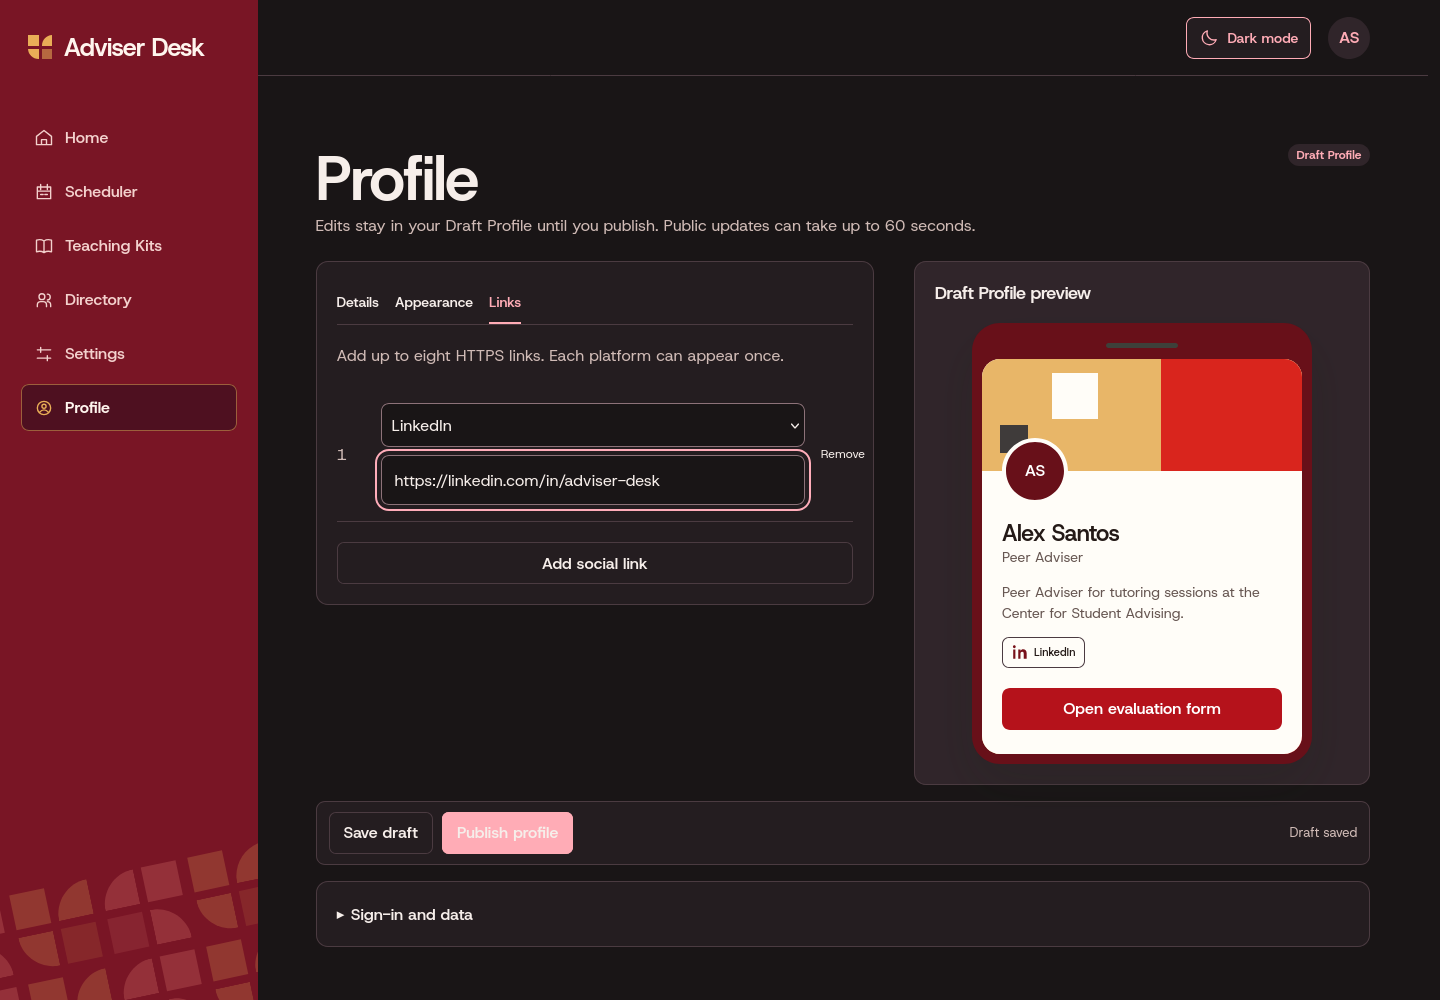 Adviser Desk
Dark mode
AS
Home
Scheduler
Teaching Kits
Directory
Settings
Profile
Profile
Draft Profile
Edits stay in your Draft Profile until you publish. Public updates can take up to 60 seconds.
Details Appearance Links
Add up to eight HTTPS links. Each platform can appear once.
1
LinkedIn
https://linkedin.com/in/adviser-desk
Remove
Add social link
Draft Profile preview
AS
Alex Santos
Peer Adviser
Peer Adviser for tutoring sessions at the
Center for Student Advising.
in LinkedIn
Open evaluation form
Save draft
Publish profile
Draft saved
Sign-in and data